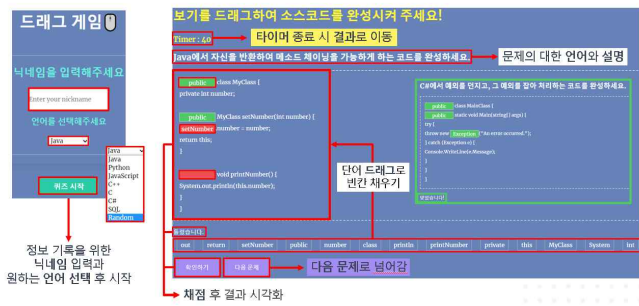 드래그 게임
닉네임을 입력해주세요
Enter your nickname
언어를 선택해주세요
Java
Java
Java
Python
JavaScript
C++
C
C#
SQL
Random
퀴즈 시작
정보 기록을 위한
닉네임 입력과
원하는 언어 선택 후 시작
보기를 드래그하여 소스코드를 완성시켜 주세요!
Timer : 40
타이머 종료 시 결과로 이동
Java에서 자신을 반환하여 메소드 체이닝을 가능하게 하는 코드를 완성하세요.
문제의 대한 언어와 설명
public class MyClass {
private int number;
public MyClass setNumber(int number) {
setNumber number = number;
return this;
}
void printNumber() {
System.out.println(this.number);
}
}
C#에서 예외를 던지고, 그 예외를 잡아 처리하는 코드를 완성하세요.
public class MainClass {
public static void Main(string[] args) {
try {
throw new Exception ("An error occurred.");
} catch (Exception e) {
Console.WriteLine(e.Message);
}
}
}
맞았습니다!
단어 드래그로
빈칸 채우기
틀렸습니다.
out return setNumber public number class println printNumber private this MyClass System int
확인하기
다음 문제
다음 문제로 넘어감
채점 후 결과 시각화